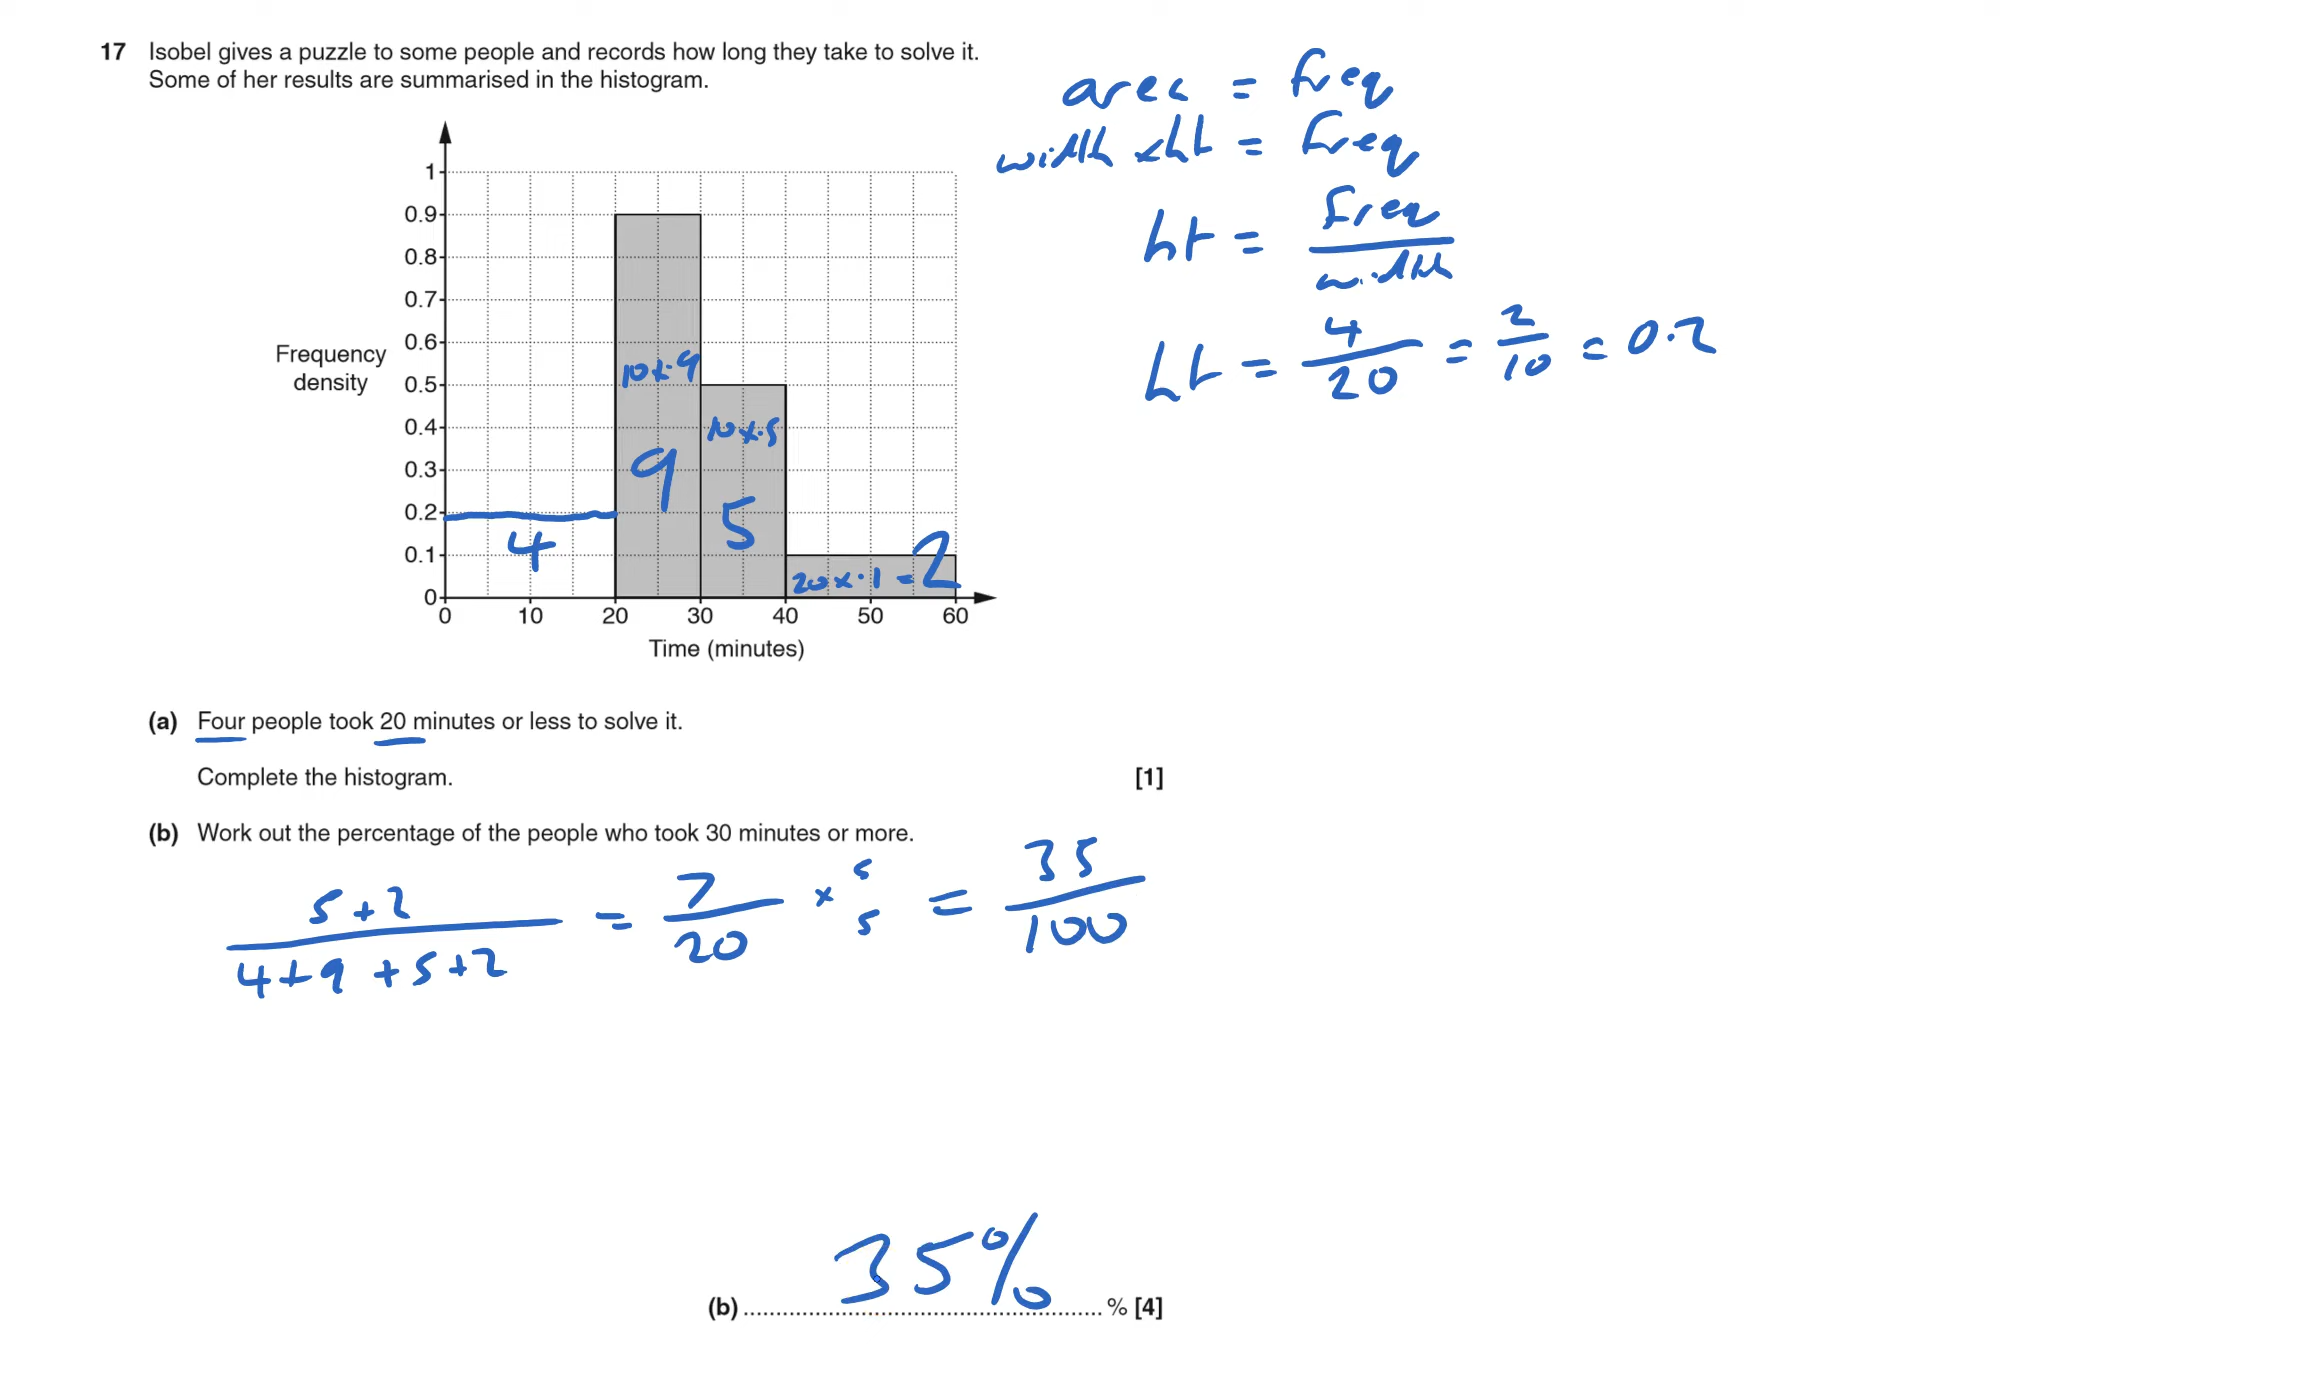 17 Isobel gives a puzzle to some people and records how long they take to solve it.
Some of her results are summarised in the histogram.
area = freq
width × ht = freq
ht = freq / width
ht = 4/20 = 2/10 = 0.2
Frequency
density
1
0.9
0.8
0.7
0.6
0.5
0.4
0.3
0.2
0.1
0
10×.9
9
10×.5
5
4
20×.1 = 2
0 10 20 30 40 50 60
Time (minutes)
(a) Four people took 20 minutes or less to solve it.
Complete the histogram. [1]
(b) Work out the percentage of the people who took 30 minutes or more.
5+2 / 4+9+5+2 = 7/20 × 5/5 = 35/100
35%
(b) ...................................................... % [4]